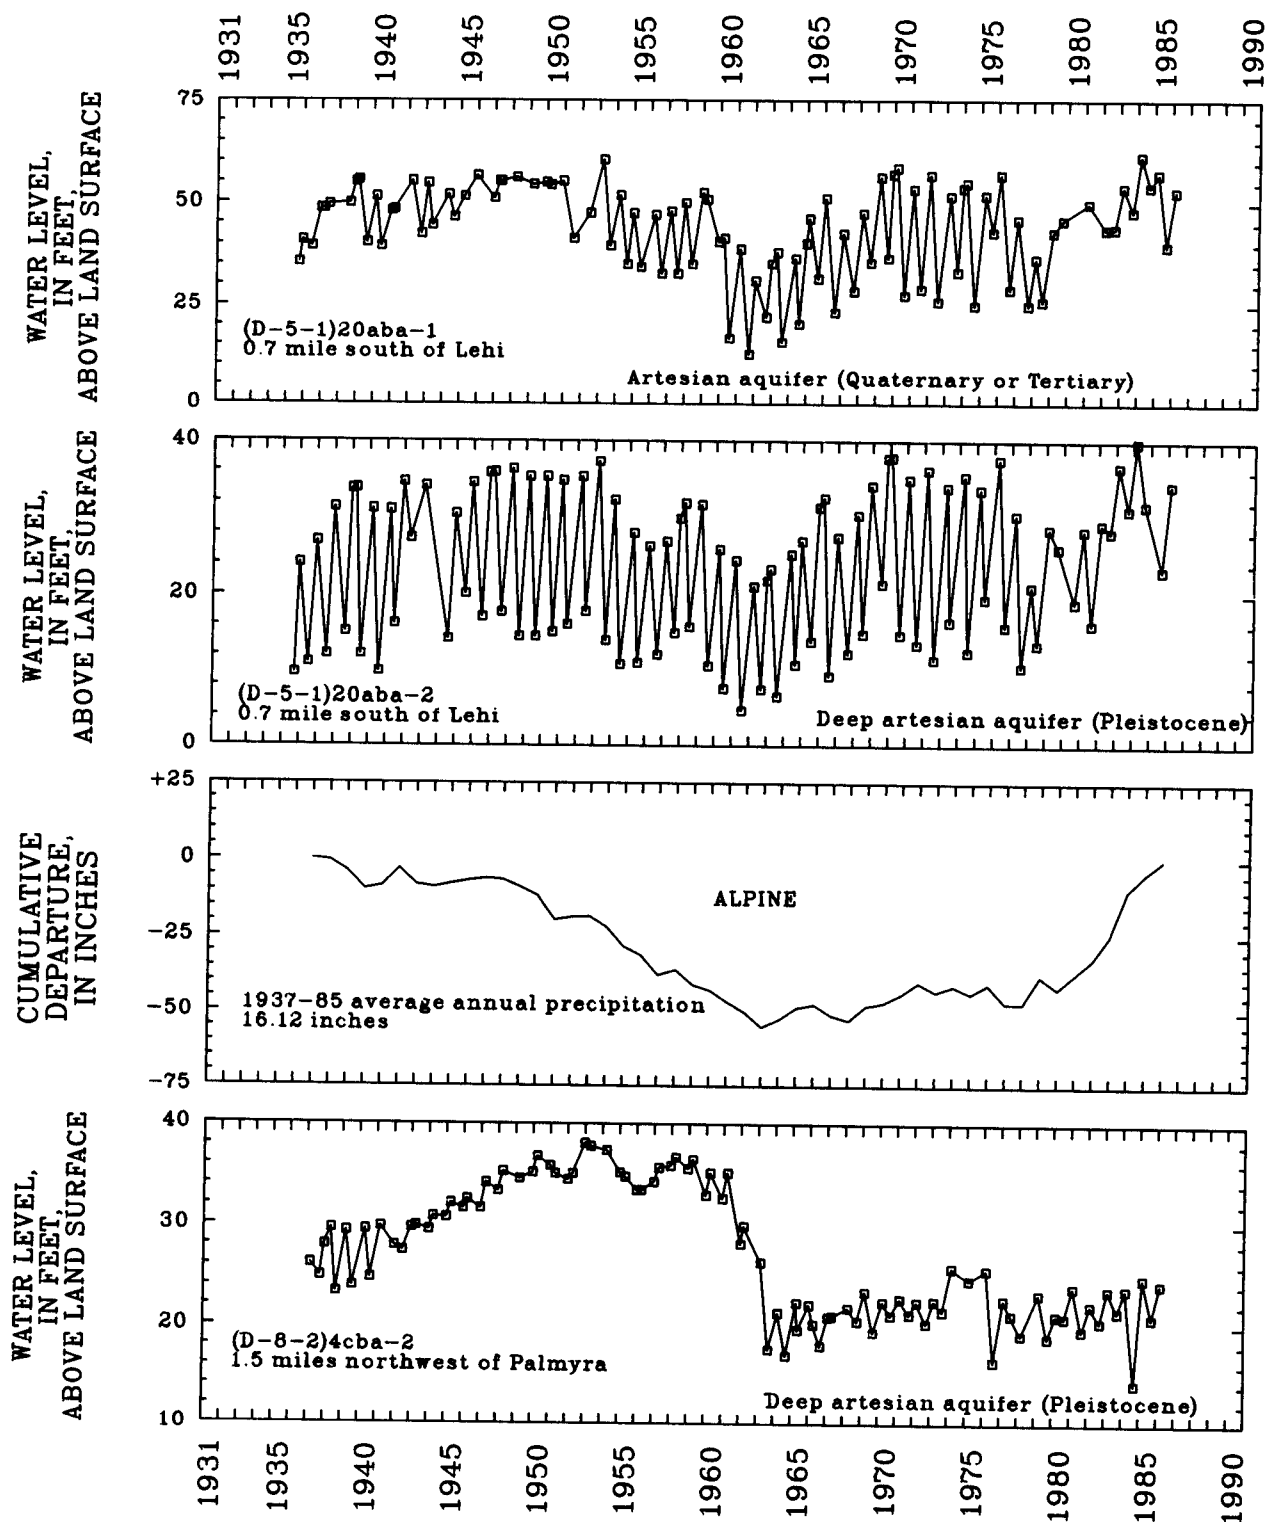 1931 1935 1940 1945 1950 1955 1960 1965 1970 1975 1980 1985 1990
WATER LEVEL,
IN FEET,
ABOVE LAND SURFACE
75
50
25
0
(D-5-1)20aba-1
0.7 mile south of Lehi
Artesian aquifer (Quaternary or Tertiary)
WATER LEVEL,
IN FEET,
ABOVE LAND SURFACE
40
20
0
(D-5-1)20aba-2
0.7 mile south of Lehi
Deep artesian aquifer (Pleistocene)
CUMULATIVE
DEPARTURE,
IN INCHES
+25
0
-25
-50
-75
ALPINE
1937-85 average annual precipitation
16.12 inches
WATER LEVEL,
IN FEET,
ABOVE LAND SURFACE
40
30
20
10
(D-8-2)4cba-2
1.5 miles northwest of Palmyra
Deep artesian aquifer (Pleistocene)
1931 1935 1940 1945 1950 1955 1960 1965 1970 1975 1980 1985 1990